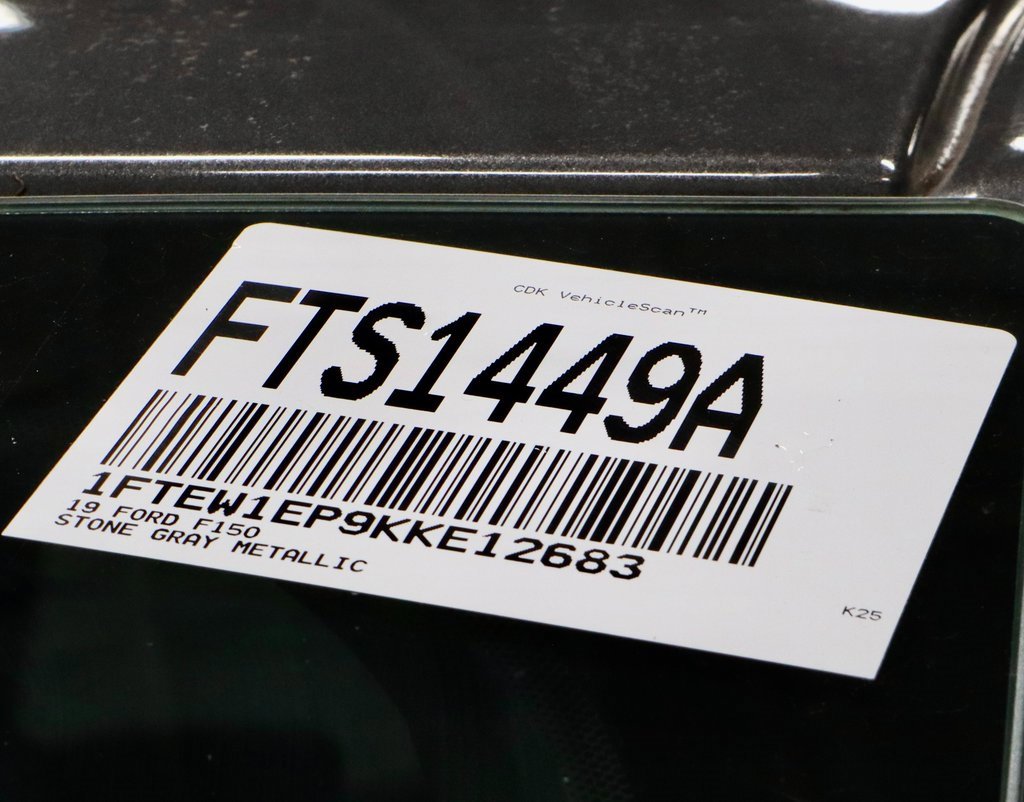 CDK VehicleScan™
FTS1449A
1FTEW1EP9KKE12683
19 FORD F150
STONE GRAY METALLIC
K25